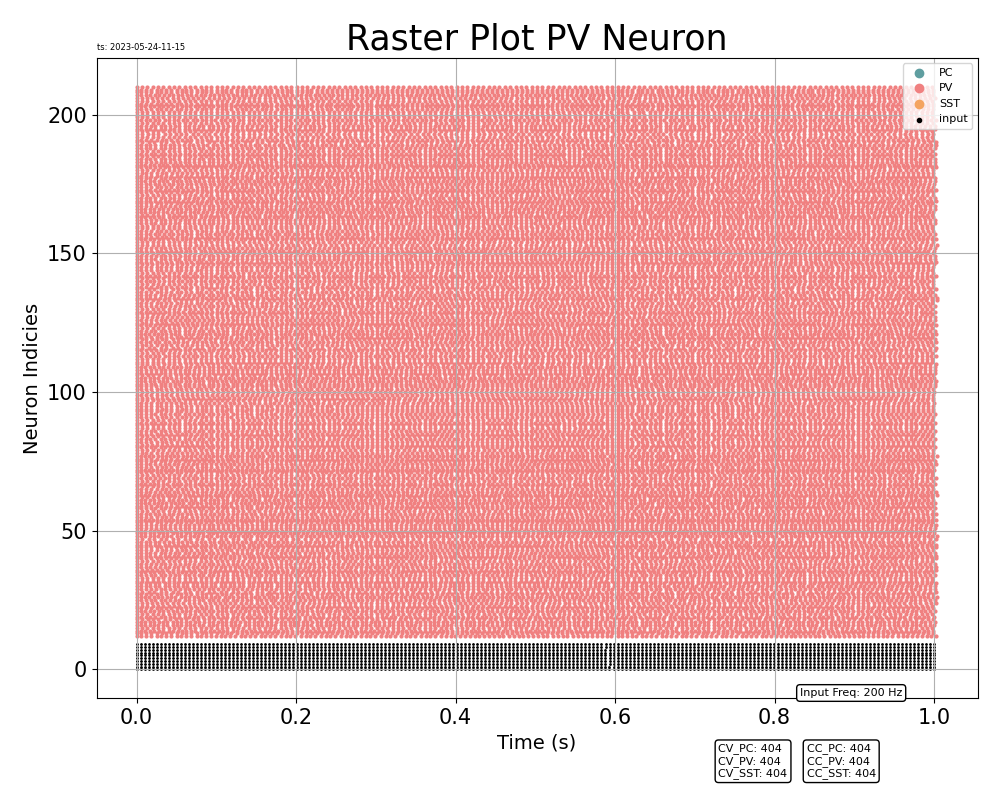 Raster Plot PV Neuron
ts: 2023-05-24-11-15
PC
PV
SST
input
200
150
100
50
0
Neuron Indicies
0.0 0.2 0.4 0.6 0.8 1.0
Time (s)
Input Freq: 200 Hz
CV_PC: 404
CV_PV: 404
CV_SST: 404
CC_PC: 404
CC_PV: 404
CC_SST: 404